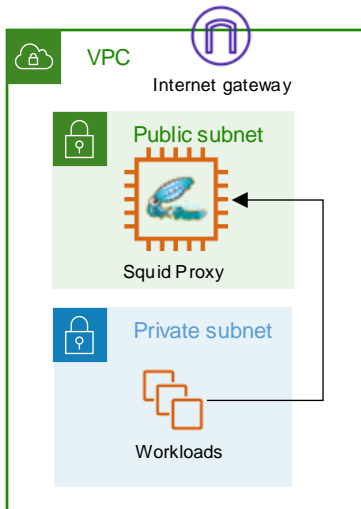 VPC
Internet gateway
Public subnet
Squid Proxy
Private subnet
Workloads